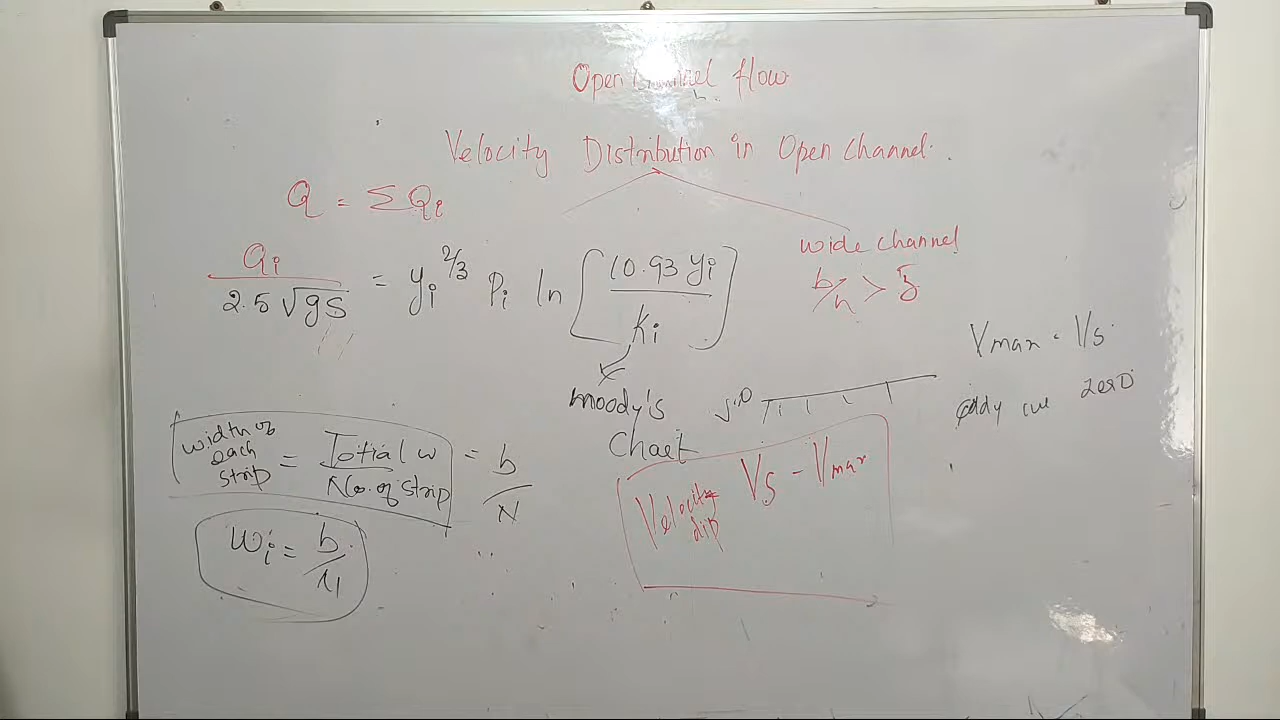 Open Channel flow
Velocity Distribution in Open channel.
Q = ΣQi
Qi / 2.5 √gS = yi^2/3 Pi ln [10.93 yi / Ki]
wide channel
b/h > 5
Vmax = Vs
eddy zero
moody's
Chart
width of each strip = Total w / No. of strip = b / N
Velocity dip Vs - Vmax
wi = b / N